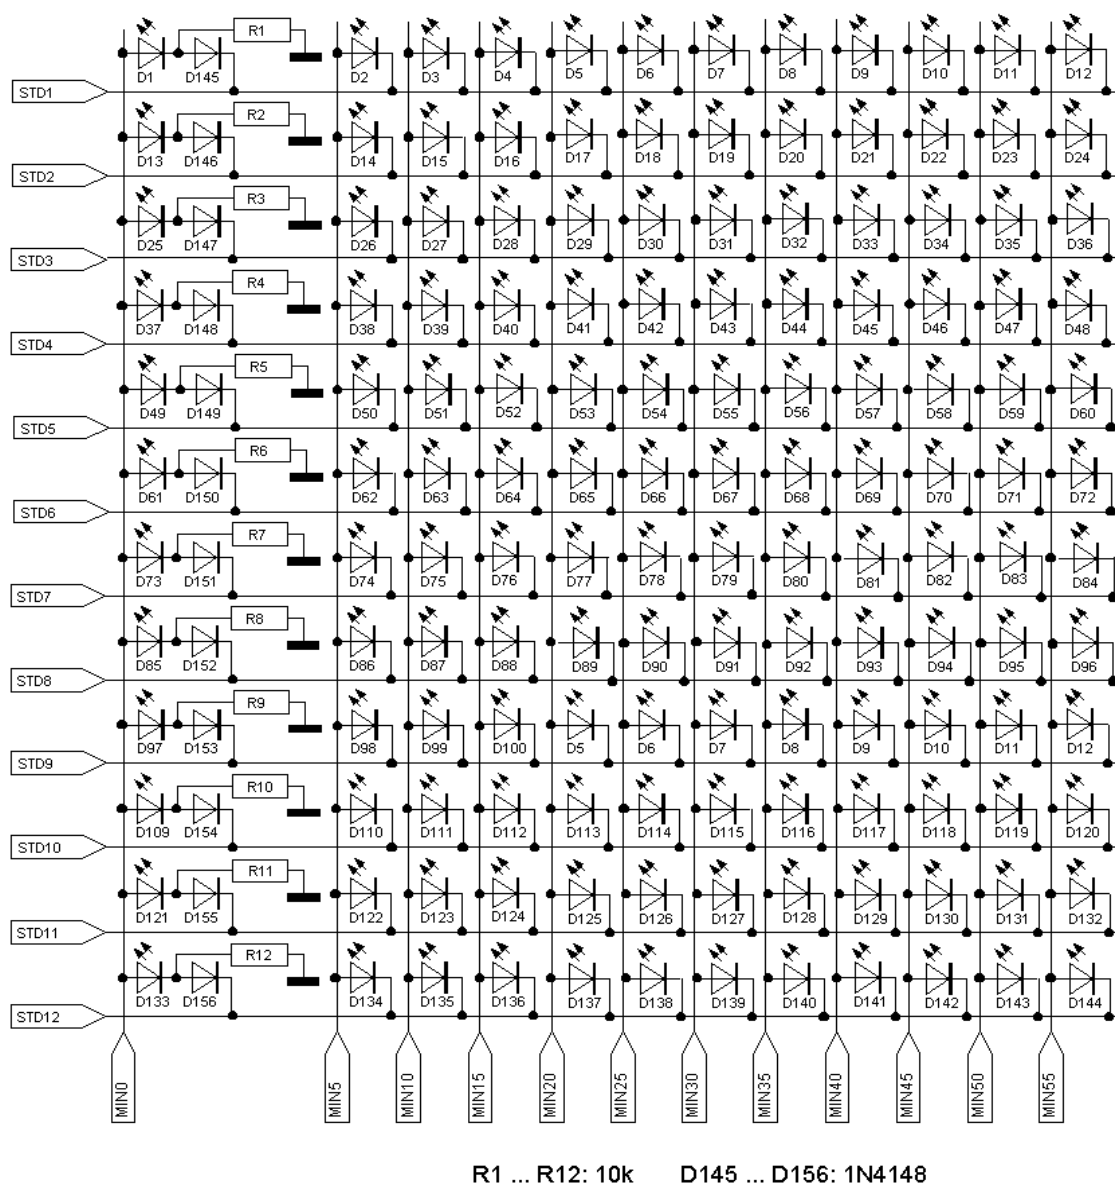 R1
D1 D145 D2 D3 D4 D5 D6 D7 D8 D9 D10 D11 D12
STD1
R2
D13 D146 D14 D15 D16 D17 D18 D19 D20 D21 D22 D23 D24
STD2
R3
D25 D147 D26 D27 D28 D29 D30 D31 D32 D33 D34 D35 D36
STD3
R4
D37 D148 D38 D39 D40 D41 D42 D43 D44 D45 D46 D47 D48
STD4
R5
D49 D149 D50 D51 D52 D53 D54 D55 D56 D57 D58 D59 D60
STD5
R6
D61 D150 D62 D63 D64 D65 D66 D67 D68 D69 D70 D71 D72
STD6
R7
D73 D151 D74 D75 D76 D77 D78 D79 D80 D81 D82 D83 D84
STD7
R8
D85 D152 D86 D87 D88 D89 D90 D91 D92 D93 D94 D95 D96
STD8
R9
D97 D153 D98 D99 D100 D5 D6 D7 D8 D9 D10 D11 D12
STD9
R10
D109 D154 D110 D111 D112 D113 D114 D115 D116 D117 D118 D119 D120
STD10
R11
D121 D155 D122 D123 D124 D125 D126 D127 D128 D129 D130 D131 D132
STD11
R12
D133 D156 D134 D135 D136 D137 D138 D139 D140 D141 D142 D143 D144
STD12
MIN0 MIN5 MIN10 MIN15 MIN20 MIN25 MIN30 MIN35 MIN40 MIN45 MIN50 MIN55
R1 ... R12: 10k D145 ... D156: 1N4148